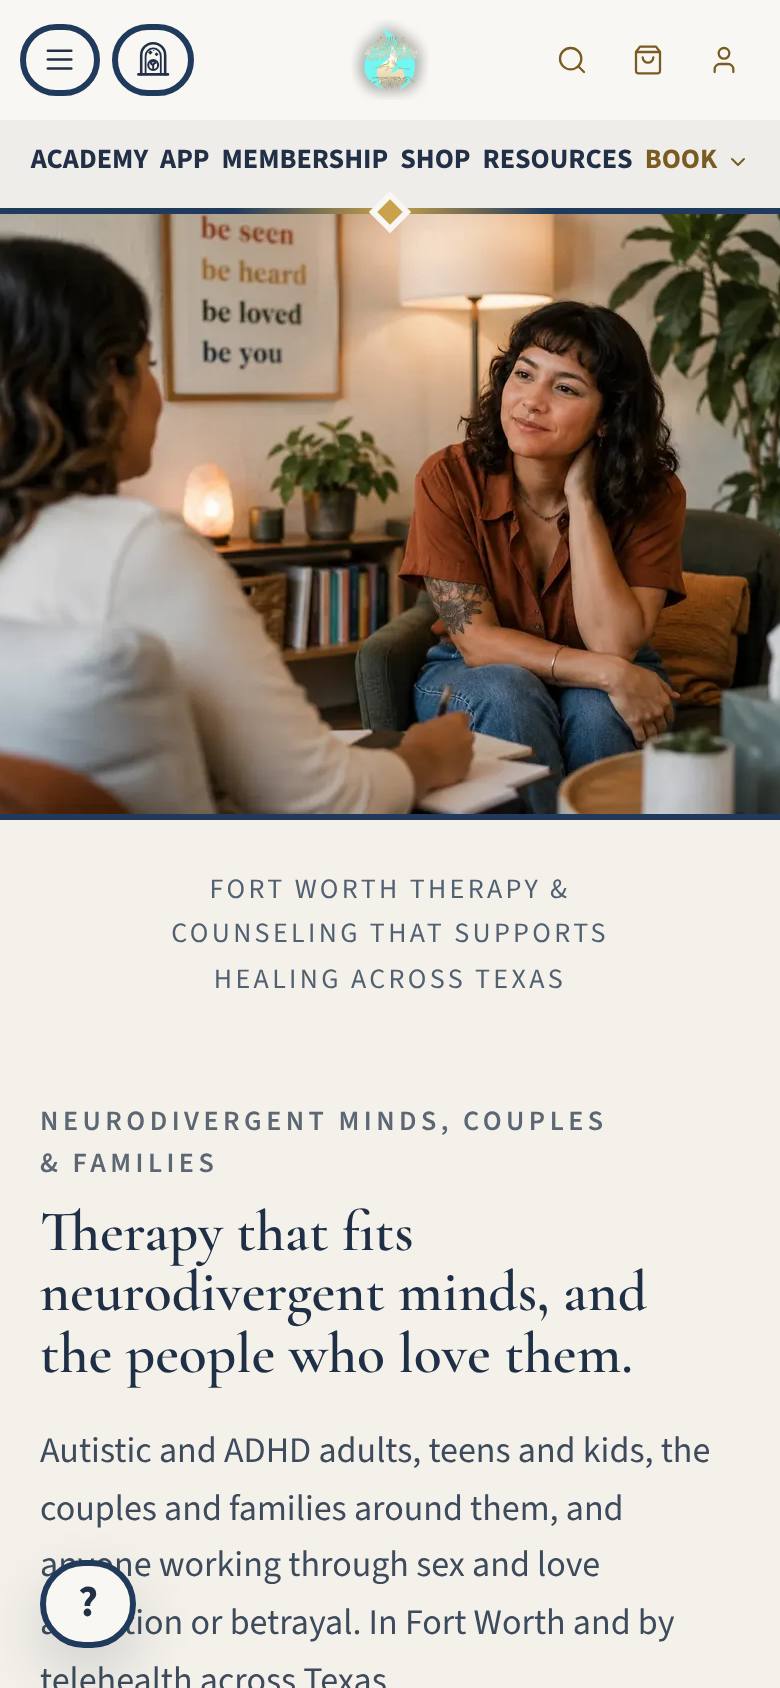 ACADEMY APP MEMBERSHIP SHOP RESOURCES BOOK
be seen
be heard
be loved
be you
FORT WORTH THERAPY &
COUNSELING THAT SUPPORTS
HEALING ACROSS TEXAS
NEURODIVERGENT MINDS, COUPLES
& FAMILIES
Therapy that fits
neurodivergent minds, and
the people who love them.
Autistic and ADHD adults, teens and kids, the
couples and families around them, and
working through sex and love
or betrayal. In Fort Worth and by
?
telehealth across Texas